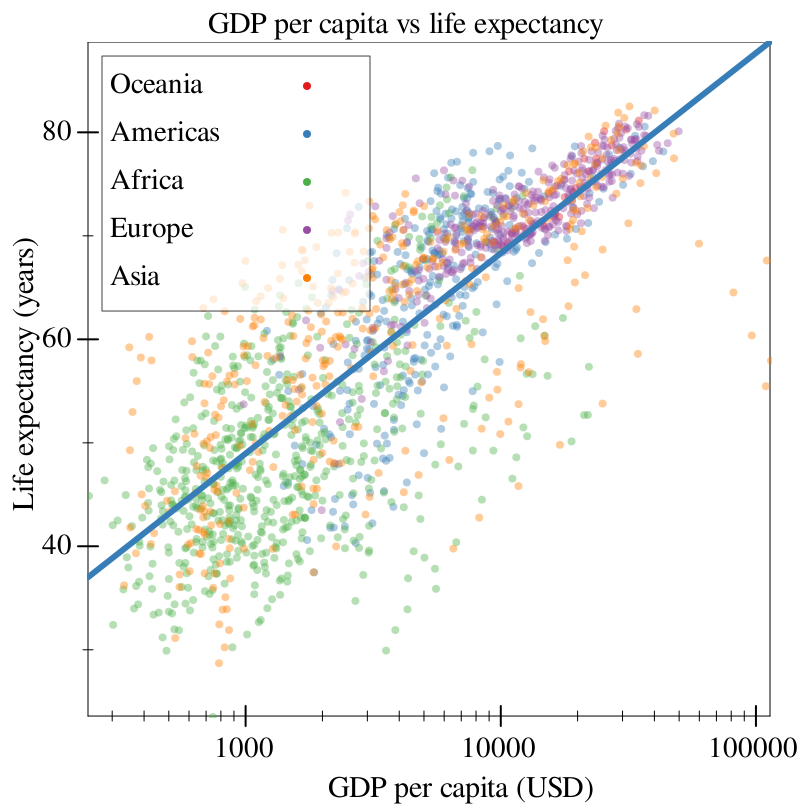 GDP per capita vs life expectancy
Oceania
Americas
Africa
Europe
Asia
80
60
40
Life expectancy (years)
1000
10000
100000
GDP per capita (USD)